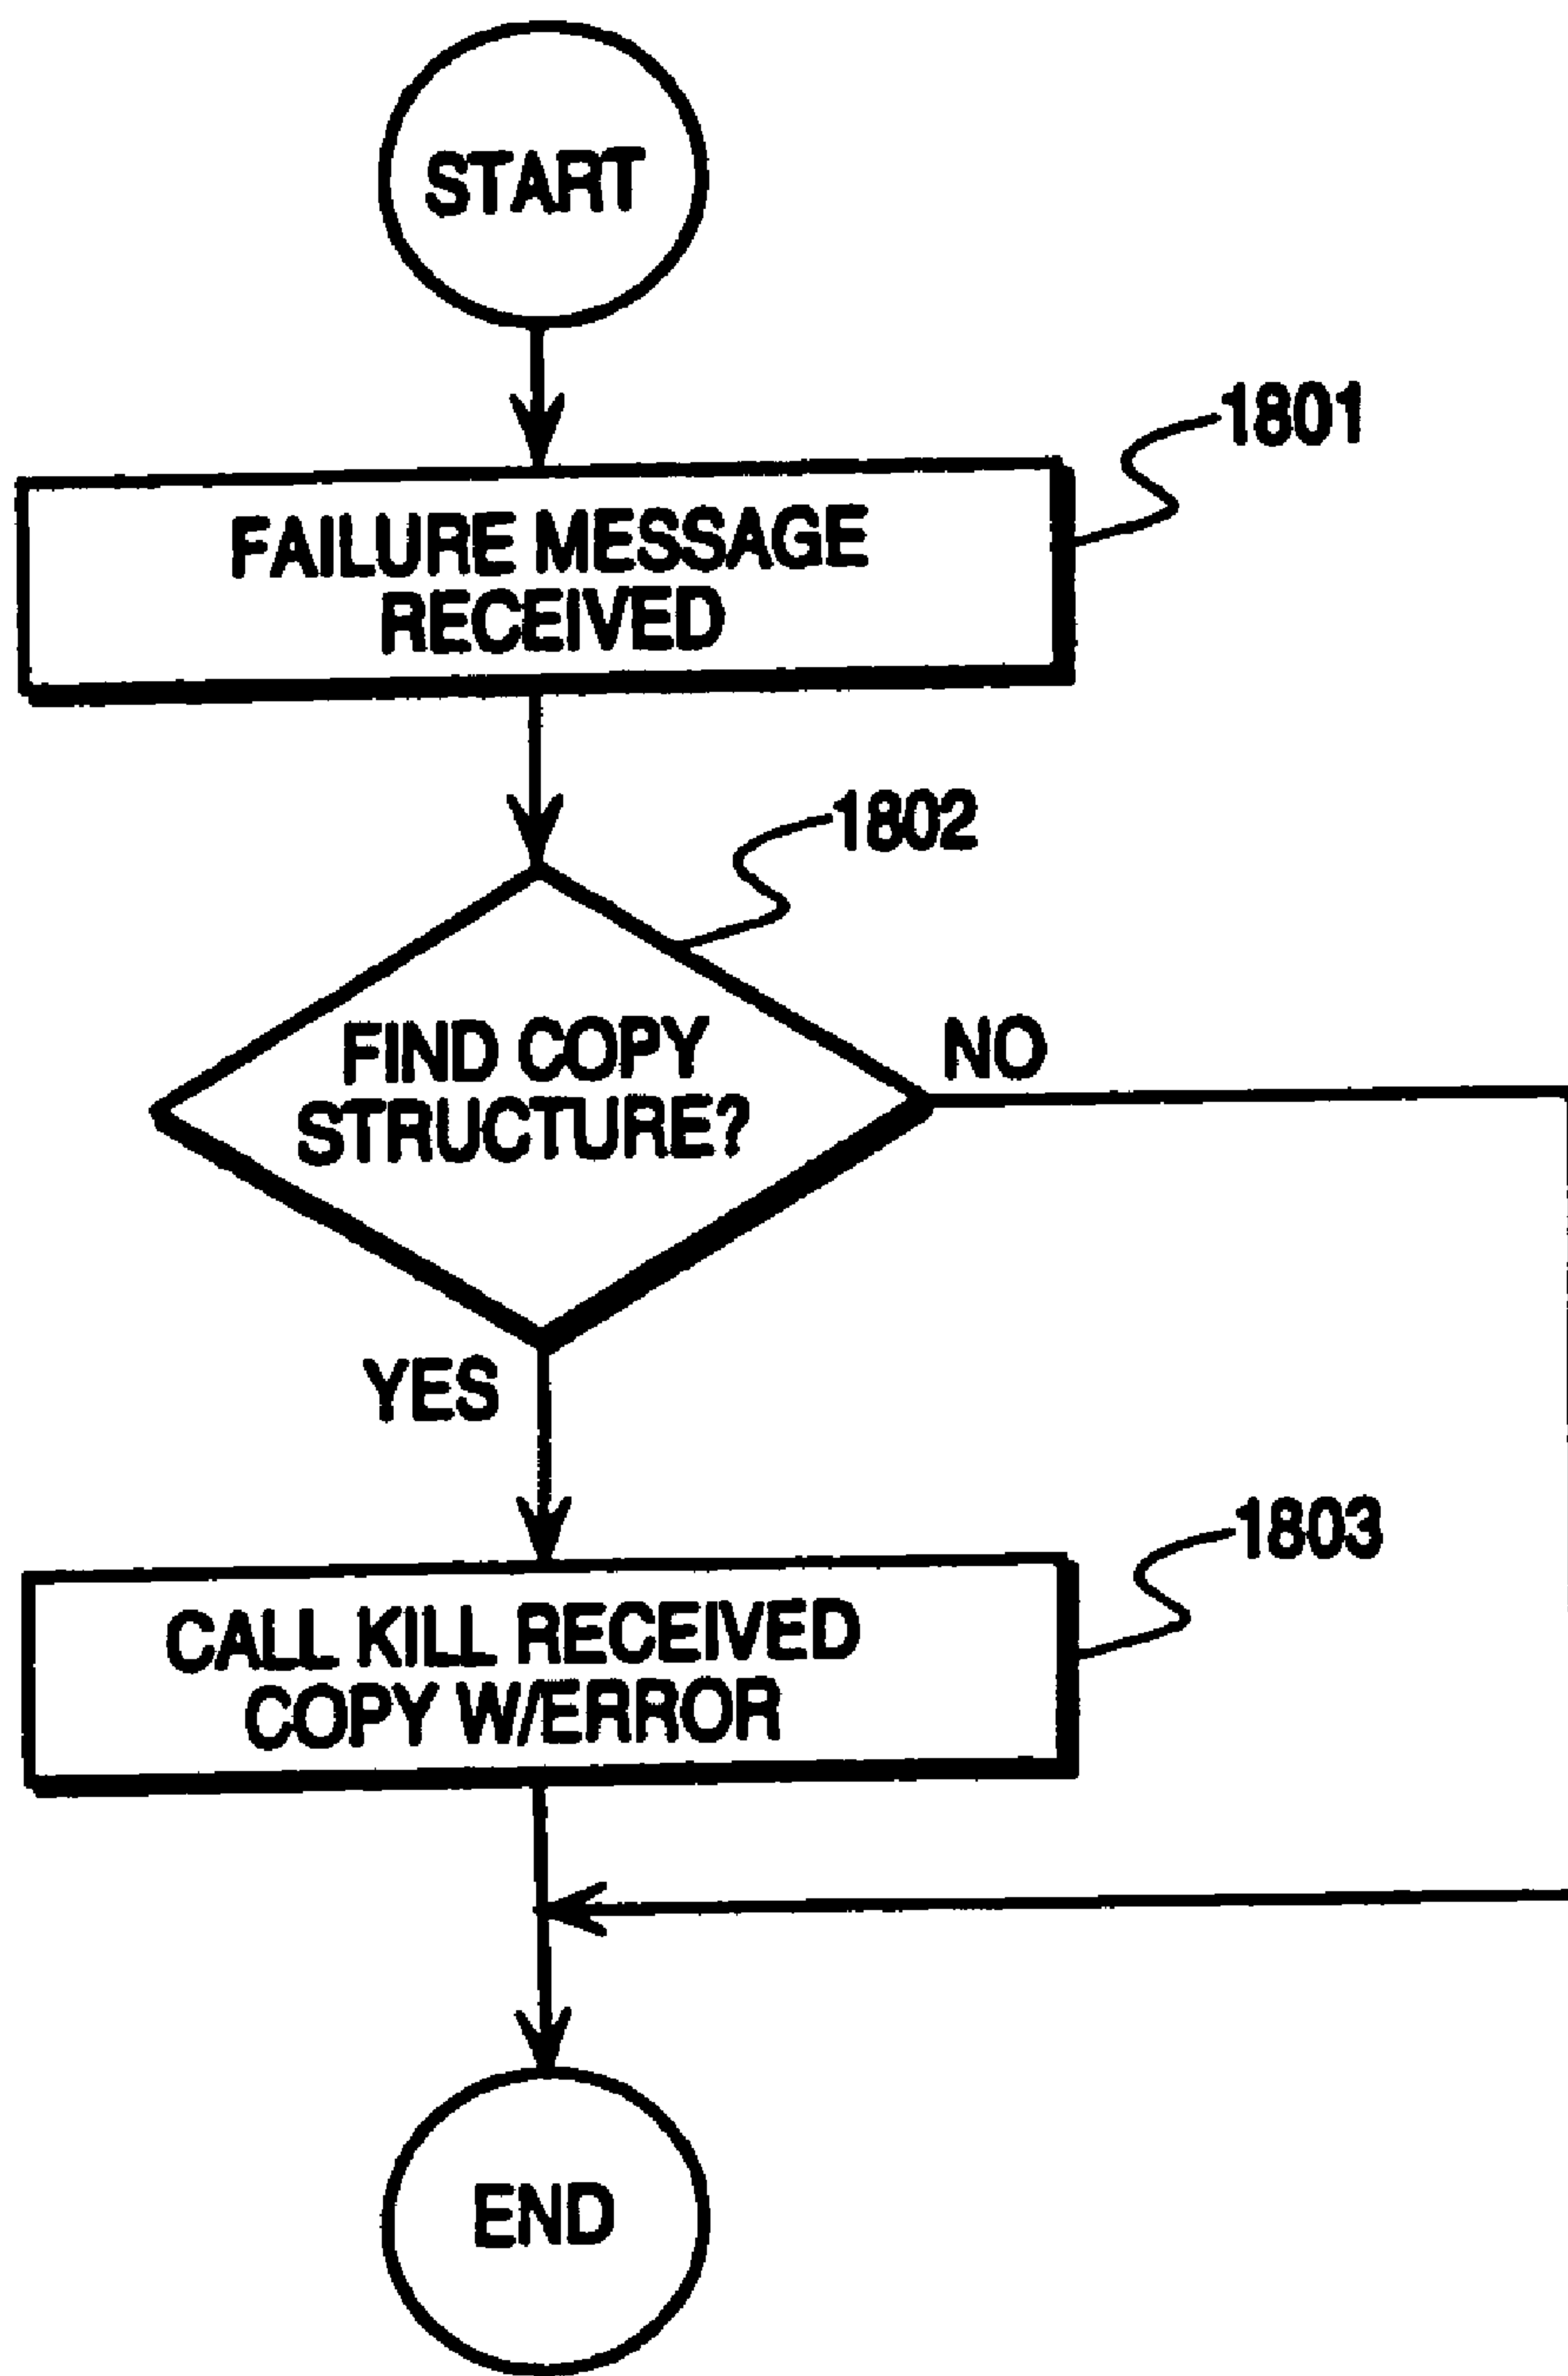 START
1801
FAILURE MESSAGE
RECEIVED
1802
FIND COPY
STRUCTURE?
NO
YES
1803
CALL KILL RECEIVED
COPY W/ERROR
END